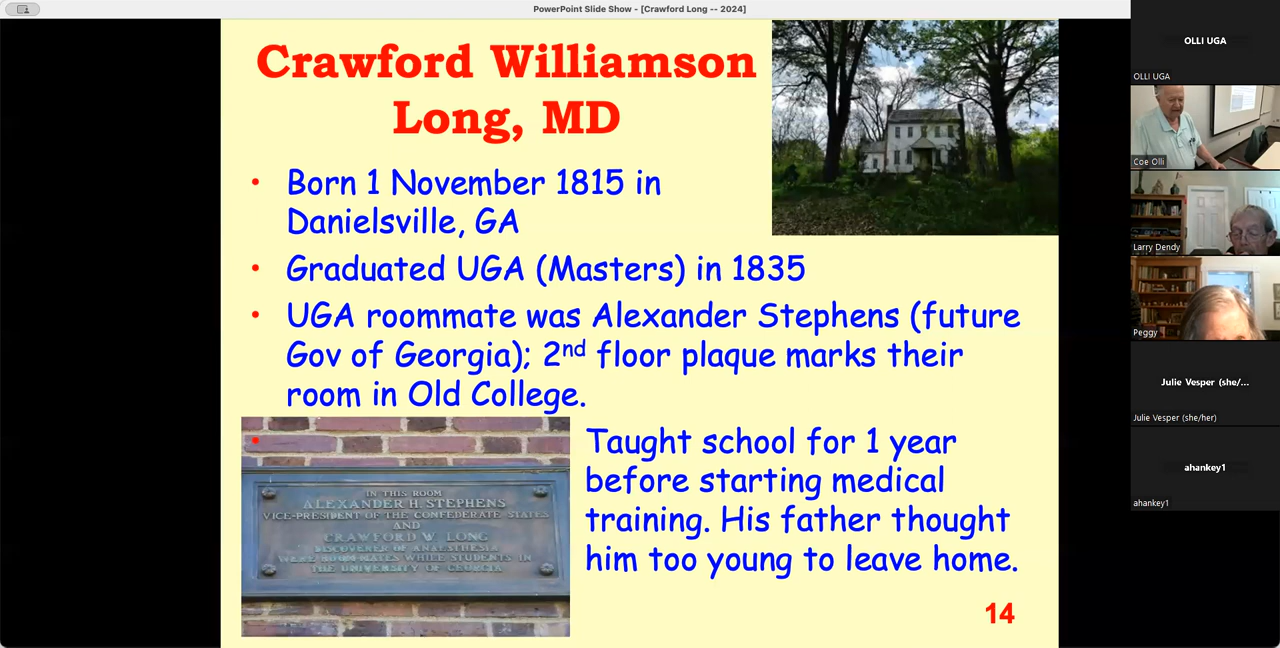 PowerPoint Slide Show - [Crawford Long -- 2024]
Crawford Williamson
Long, MD
• Born 1 November 1815 in
Danielsville, GA
• Graduated UGA (Masters) in 1835
• UGA roommate was Alexander Stephens (future
Gov of Georgia); 2nd floor plaque marks their
room in Old College.
IN THIS ROOM
ALEXANDER H. STEPHENS
VICE-PRESIDENT OF THE CONFEDERATE STATES
AND
CRAWFORD W. LONG
DISCOVERER OF ANAESTHESIA
WERE ROOM MATES WHILE STUDENTS IN
THE UNIVERSITY OF GEORGIA
• Taught school for 1 year
before starting medical
training. His father thought
him too young to leave home.
14
OLLI UGA
OLLI UGA
Coe Olli
Larry Dendy
Peggy
Julie Vesper (she/...
Julie Vesper (she/her)
ahankey1
ahankey1